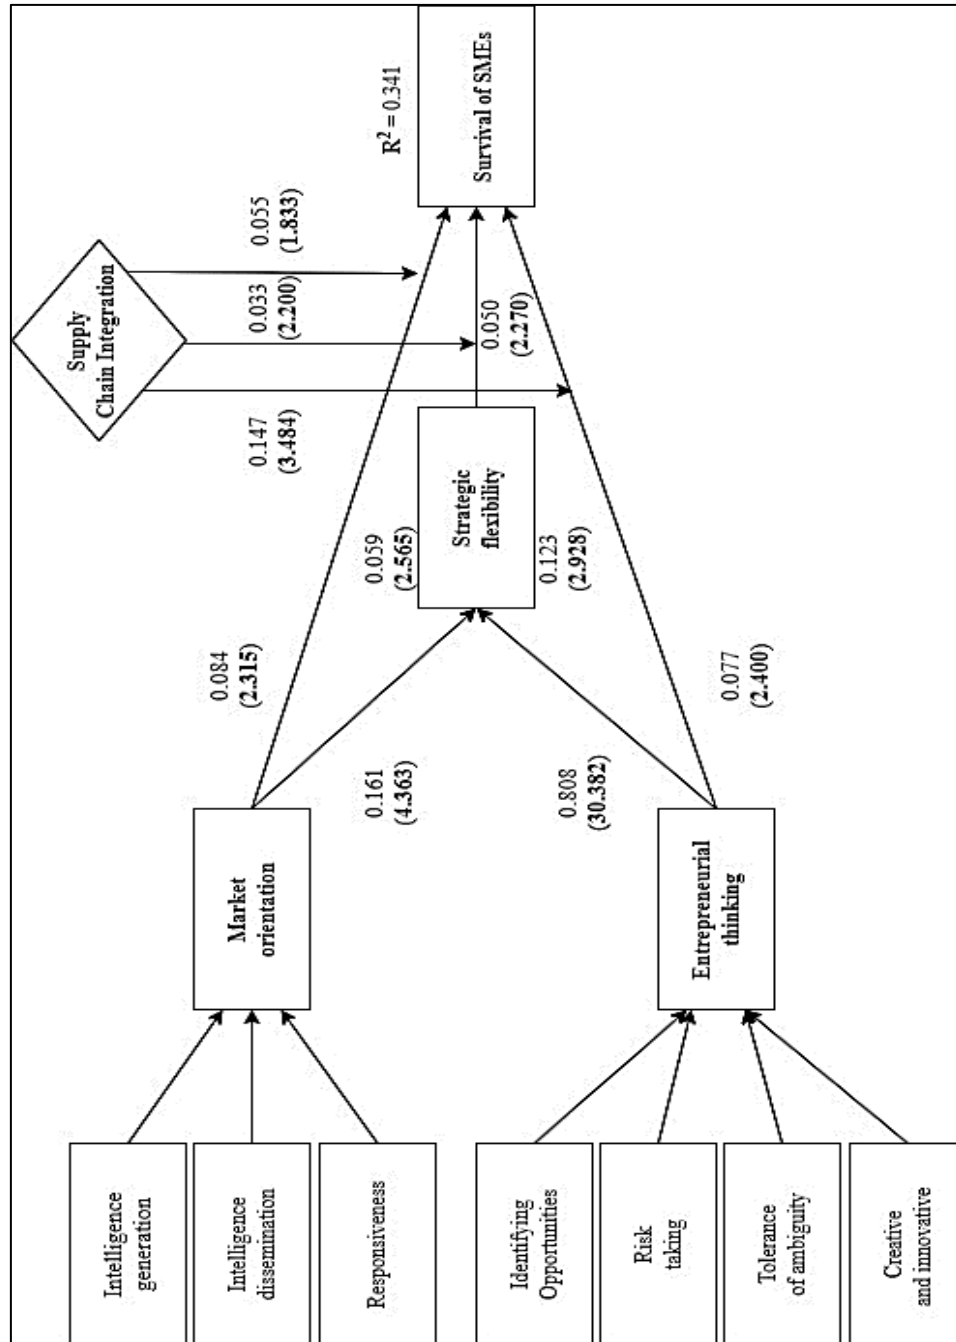 Intelligence
generation
Intelligence
dissemination
Responsiveness
Identifying
Opportunities
Risk
taking
Tolerance
of ambiguity
Creative
and innovative
Market
orientation
Entrepreneurial
thinking
0.084
(2.315)
0.161
(4.363)
0.808
(30.382)
0.077
(2.400)
0.059
(2.565)
Strategic
flexibility
0.123
(2.928)
Supply
Chain Integration
0.147
(3.484)
0.033
(2.200)
0.055
(1.833)
0.050
(2.270)
R² = 0.341
Survival of SMEs